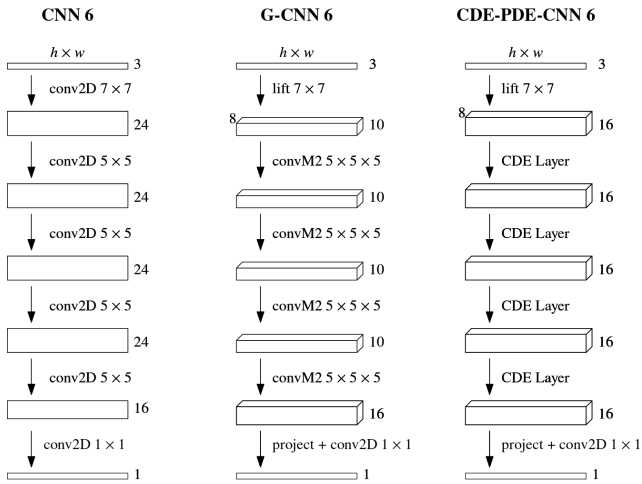 CNN 6
h × w
3
conv2D 7 × 7
24
conv2D 5 × 5
24
conv2D 5 × 5
24
conv2D 5 × 5
24
conv2D 5 × 5
16
conv2D 1 × 1
1
G-CNN 6
h × w
3
lift 7 × 7
8
10
convM2 5 × 5 × 5
10
convM2 5 × 5 × 5
10
convM2 5 × 5 × 5
10
convM2 5 × 5 × 5
16
project + conv2D 1 × 1
1
CDE-PDE-CNN 6
h × w
3
lift 7 × 7
8
16
CDE Layer
16
CDE Layer
16
CDE Layer
16
CDE Layer
16
project + conv2D 1 × 1
1